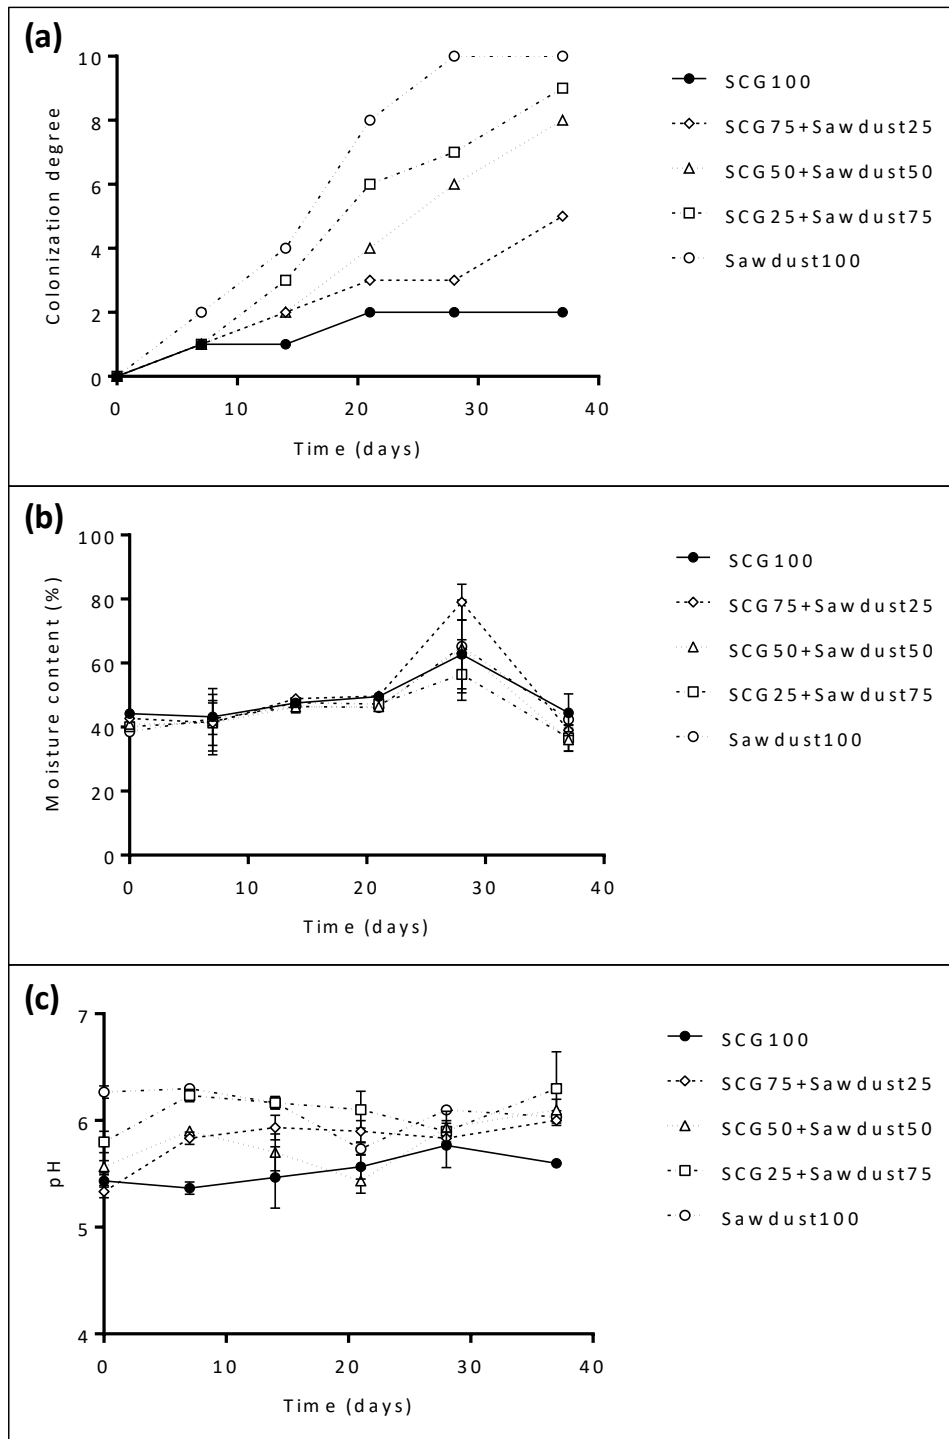 (a)
10
8
6
4
2
0
Colonization degree
0 10 20 30 40
Time (days)
SCG100
SCG75+Sawdust25
SCG50+Sawdust50
SCG25+Sawdust75
Sawdust100
(b)
100
80
60
40
20
0
Moisture content (%)
0 10 20 30 40
Time (days)
SCG100
SCG75+Sawdust25
SCG50+Sawdust50
SCG25+Sawdust75
Sawdust100
(c)
7
6
5
4
pH
0 10 20 30 40
Time (days)
SCG100
SCG75+Sawdust25
SCG50+Sawdust50
SCG25+Sawdust75
Sawdust100